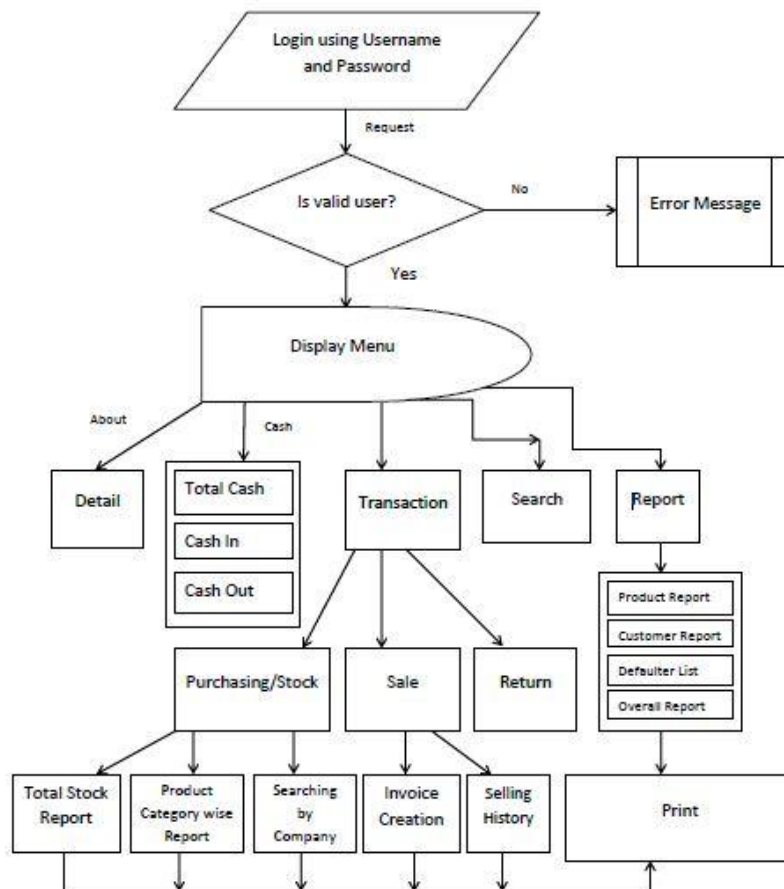 Login using Username
and Password
Request
Is valid user?
No
Error Message
Yes
Display Menu
About
Cash
Detail
Total Cash
Cash In
Cash Out
Transaction
Search
Report
Product Report
Customer Report
Defaulter List
Overall Report
Purchasing/Stock
Sale
Return
Total Stock
Report
Product
Category wise
Report
Searching
by
Company
Invoice
Creation
Selling
History
Print